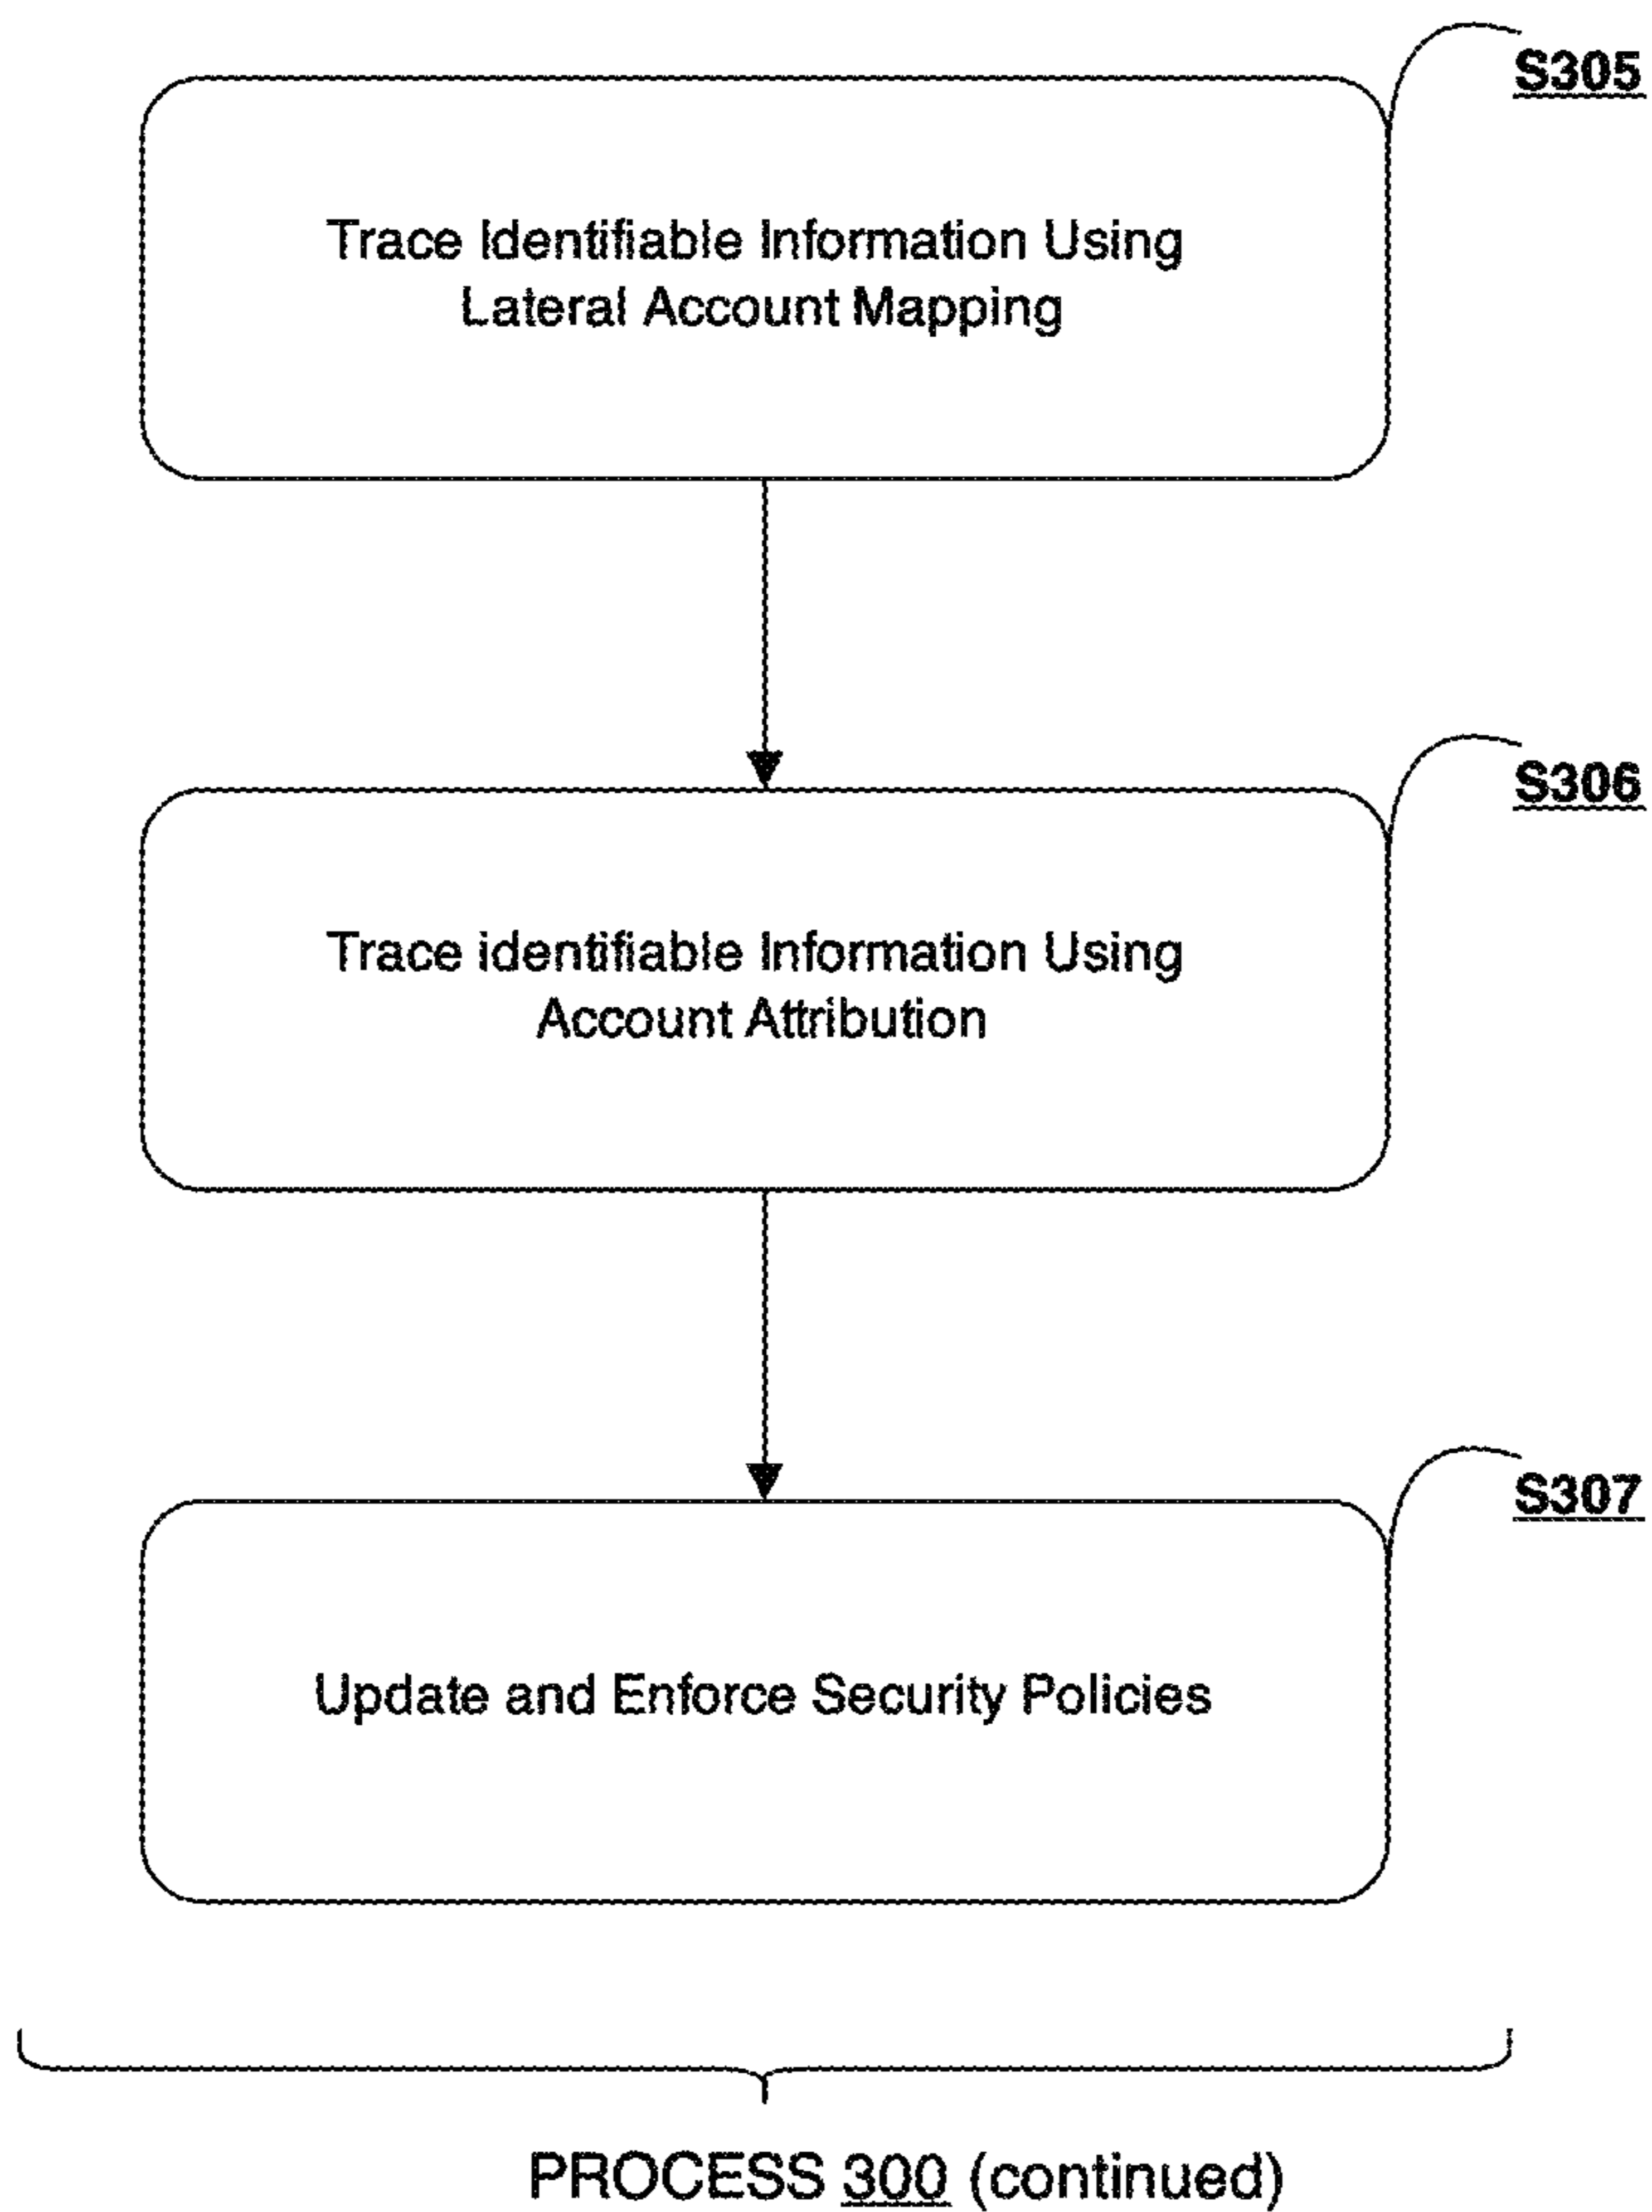 S305
Trace Identifiable Information Using
Lateral Account Mapping
S306
Trace identifiable Information Using
Account Attribution
S307
Update and Enforce Security Policies
PROCESS 300 (continued)